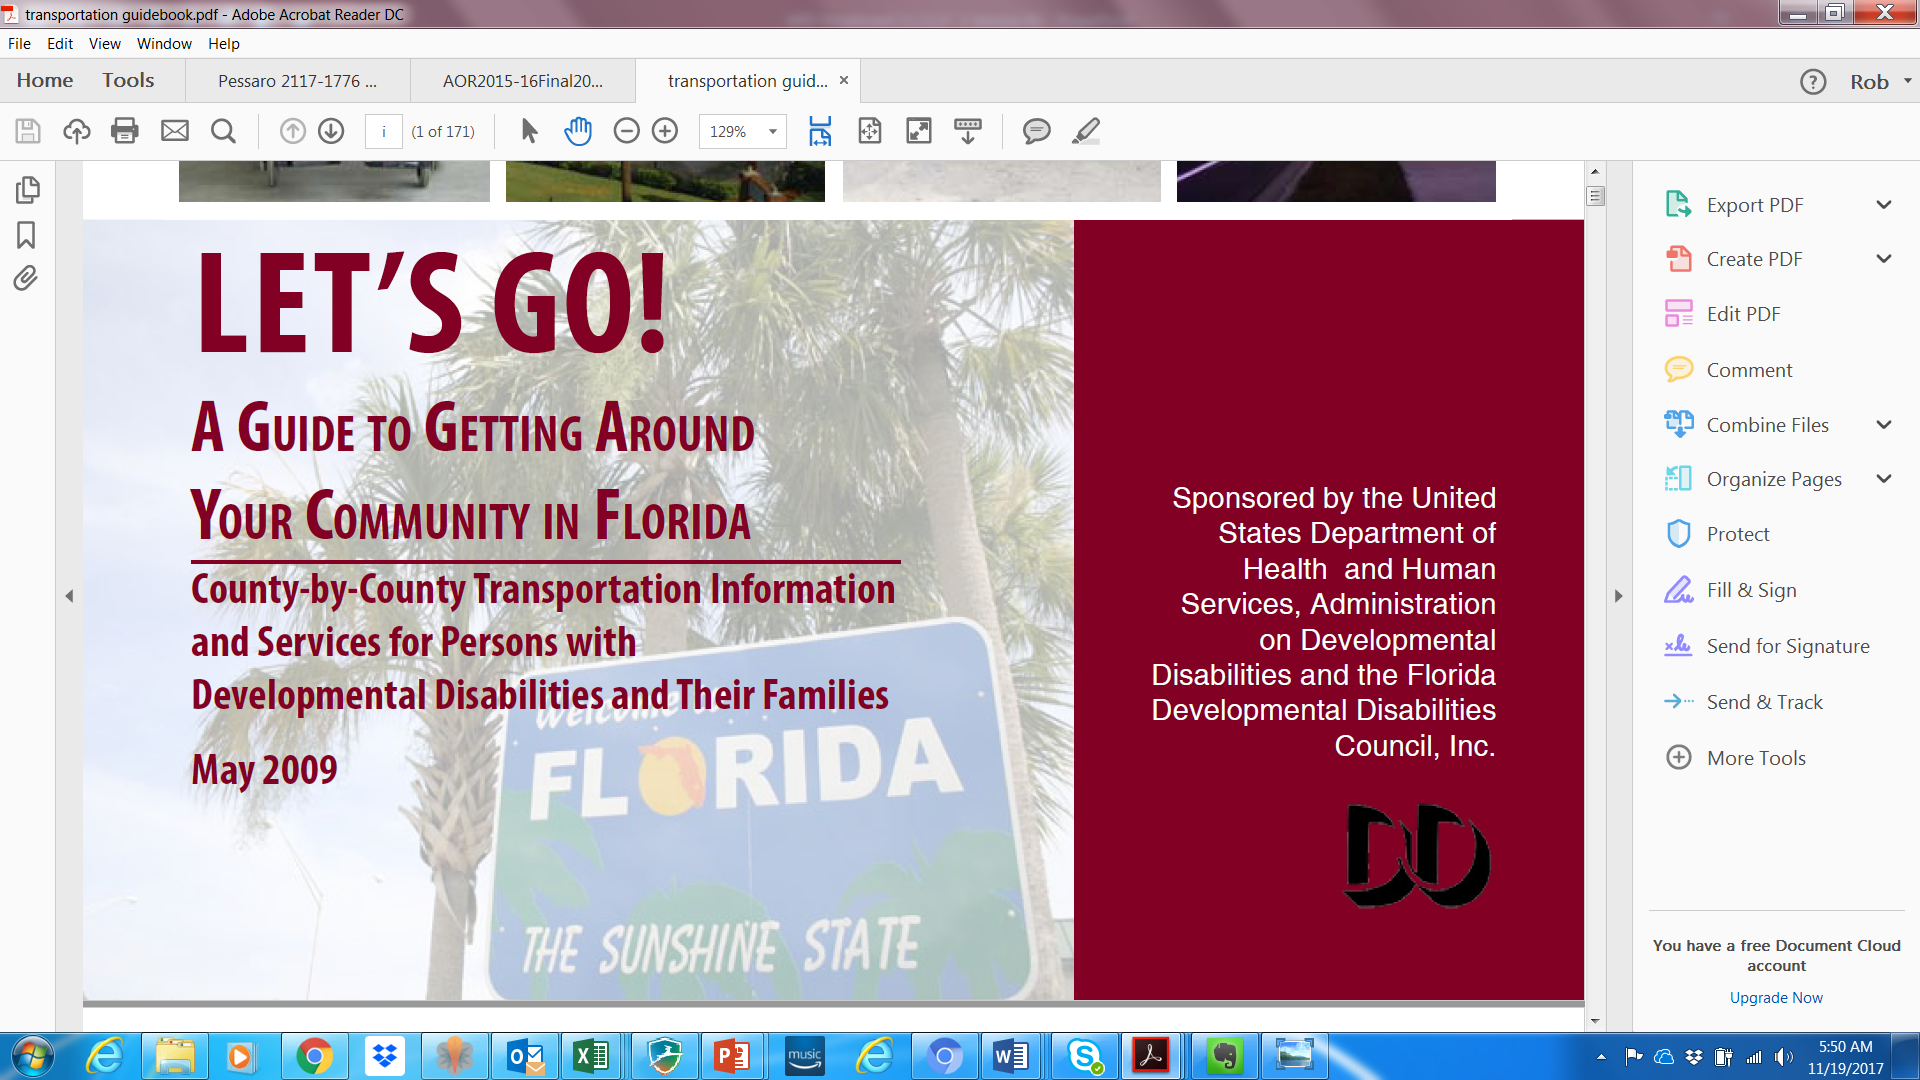 transportation guidebook.pdf - Adobe Acrobat Reader DC
File Edit View Window Help
Home Tools Pessaro 2117-1776 ... AOR2015-16Final20... transportation guid... × ? Rob
i (1 of 171) 129%
LET'S GO!
A GUIDE TO GETTING AROUND
YOUR COMMUNITY IN FLORIDA
County-by-County Transportation Information
and Services for Persons with
Developmental Disabilities and Their Families
May 2009
Welcome to
FLORIDA
THE SUNSHINE STATE
Sponsored by the United
States Department of
Health and Human
Services, Administration
on Developmental
Disabilities and the Florida
Developmental Disabilities
Council, Inc.
DD
Export PDF
Create PDF
Edit PDF
Comment
Combine Files
Organize Pages
Protect
Fill & Sign
Send for Signature
Send & Track
More Tools
You have a free Document Cloud
account
Upgrade Now
music
5:50 AM
11/19/2017